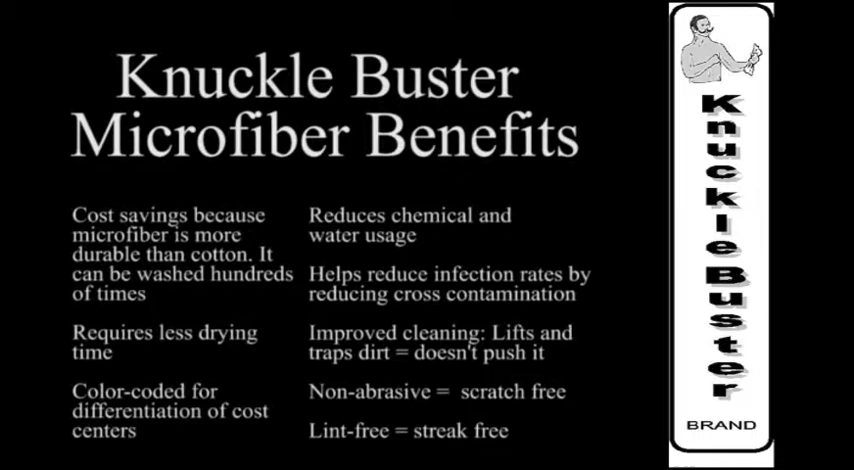 Knuckle Buster
Microfiber Benefits
Cost savings because
microfiber is more
durable than cotton. It
can be washed hundreds
of times
Requires less drying
time
Color-coded for
differentiation of cost
centers
Reduces chemical and
water usage
Helps reduce infection rates by
reducing cross contamination
Improved cleaning: Lifts and
traps dirt = doesn't push it
Non-abrasive = scratch free
Lint-free = streak free
KnuckleBuster
BRAND